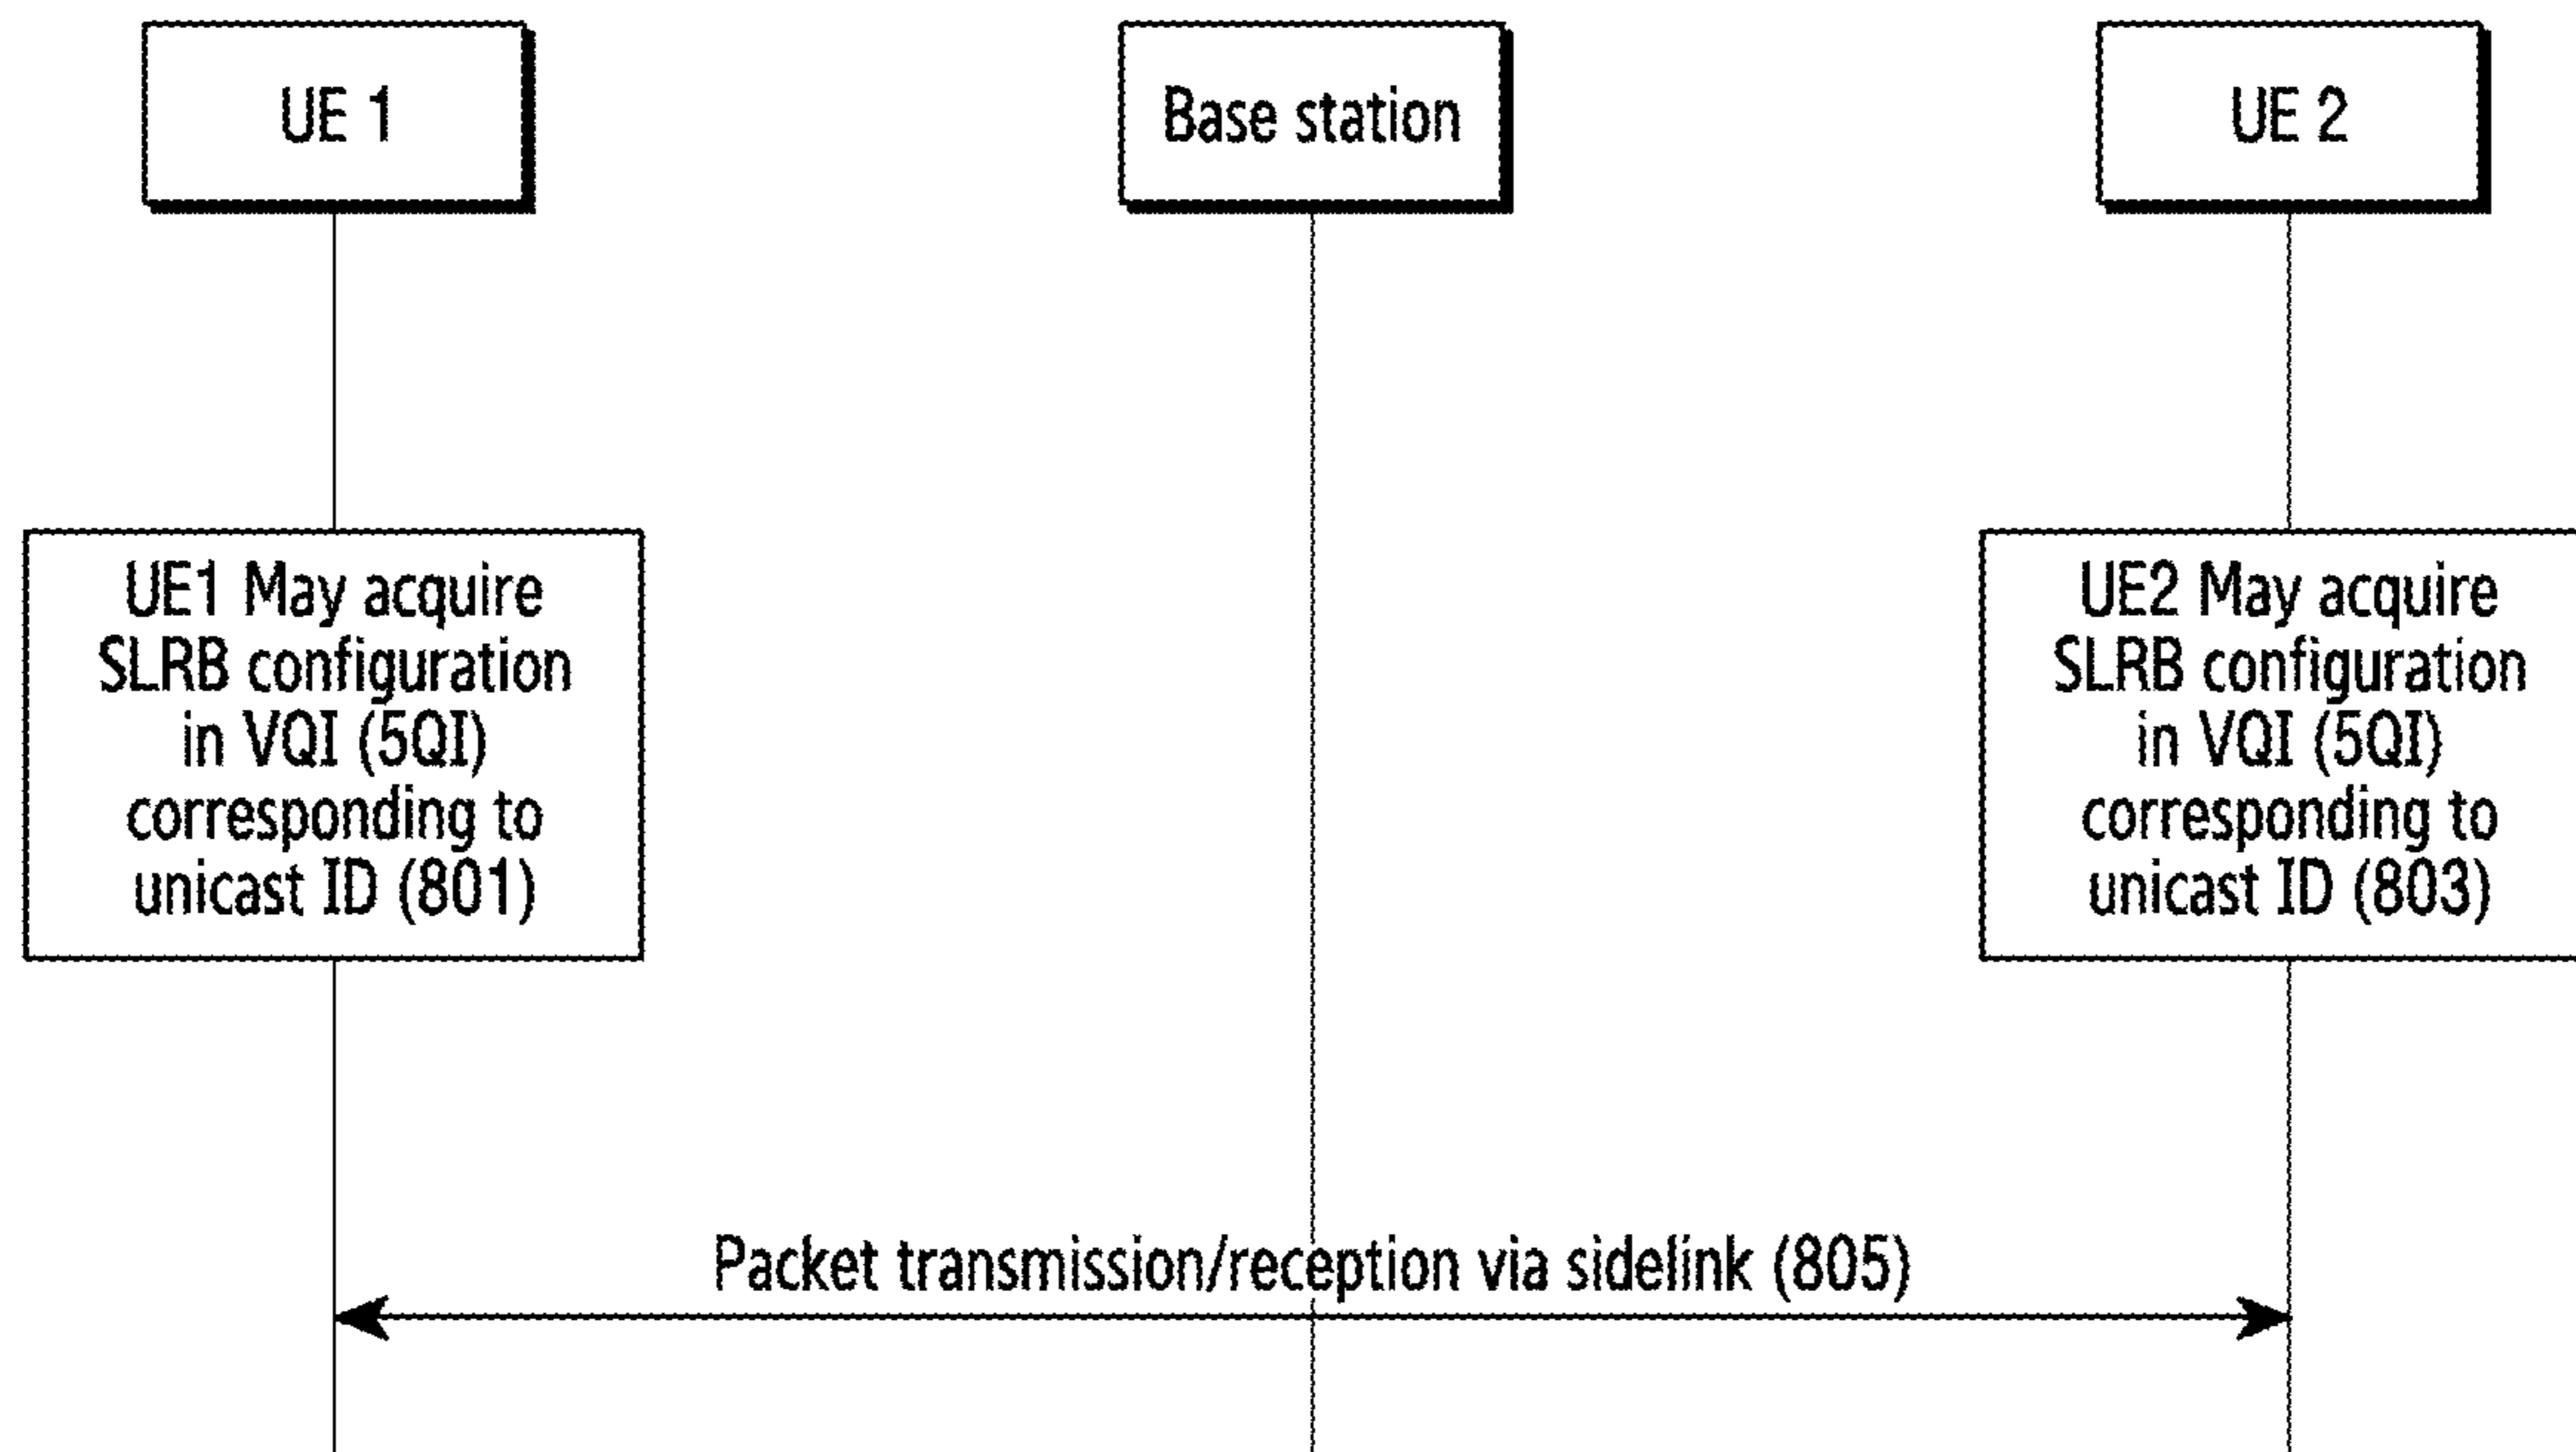 UE 1
Base station
UE 2
UE1 May acquire
SLRB configuration
in VQI (5QI)
corresponding to
unicast ID (801)
UE2 May acquire
SLRB configuration
in VQI (5QI)
corresponding to
unicast ID (803)
Packet transmission/reception via sidelink (805)